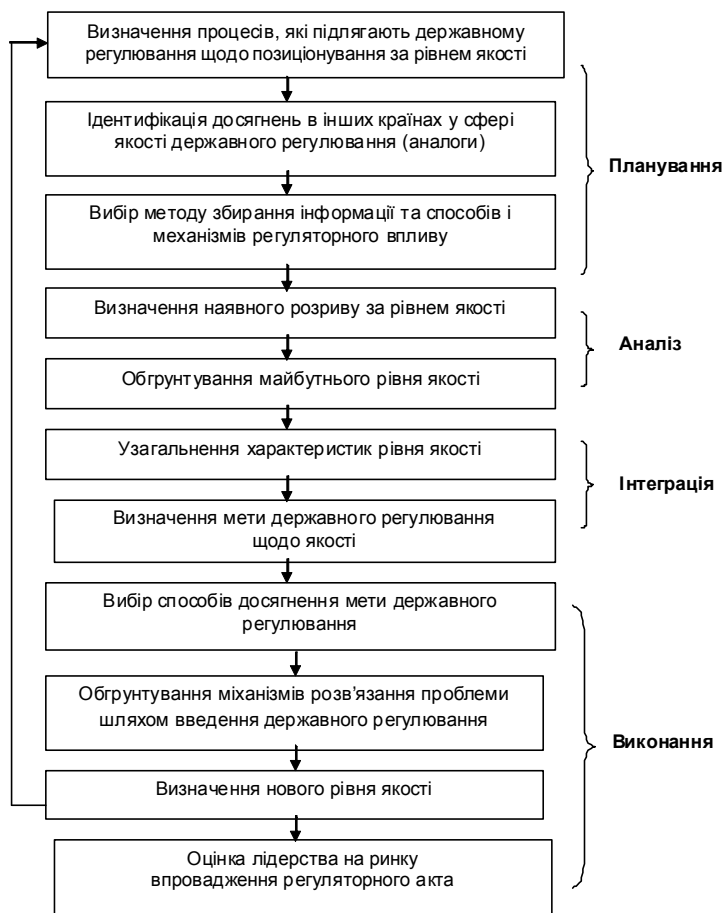 Визначення процесів, які підлягають державному
регулювання щодо позиціонування за рівнем якості
Ідентифікація досягнень в інших країнах у сфері
якості державного регулювання (аналоги)
Планування
Вибір методу збирання інформації та способів і
механізмів регуляторного впливу
Визначення наявного розриву за рівнем якості
Аналіз
Обгрунтування майбутнього рівня якості
Узагальнення характеристик рівня якості
Інтеграція
Визначення мети державного регулювання
щодо якості
Вибір способів досягнення мети державного
регулювання
Обгрунтування міханізмів розв’язання проблеми
шляхом введення державного регулювання
Виконання
Визначення нового рівня якості
Оцінка лідерства на ринку
впровадження регуляторного акта